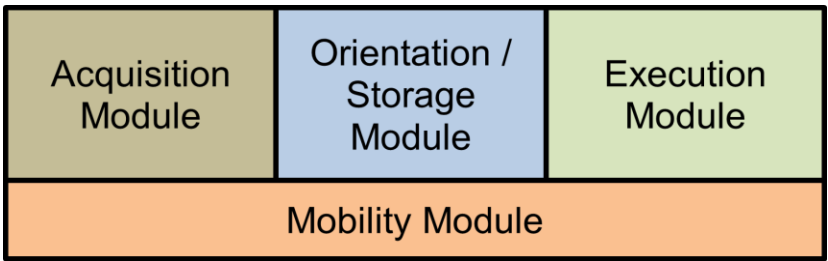 Acquisition
Module
Orientation /
Storage
Module
Execution
Module
Mobility Module